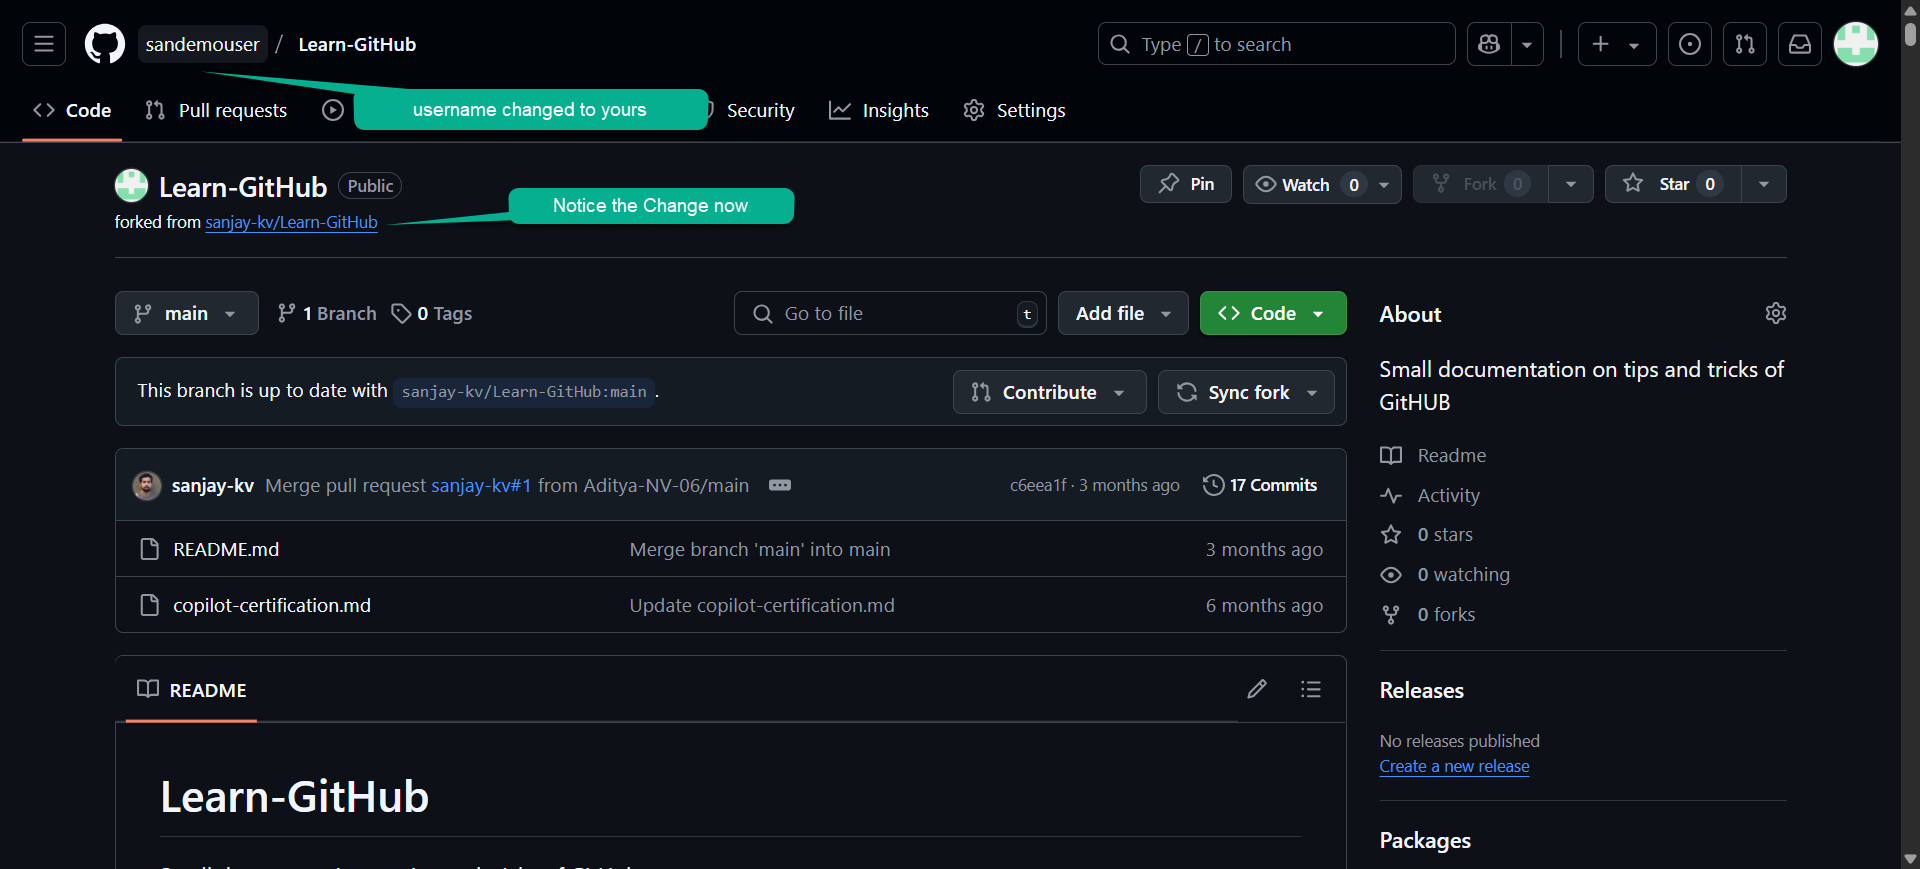 sandemouser / Learn-GitHub
Type / to search
Code
Pull requests
username changed to yours
Security
Insights
Settings
Learn-GitHub
Public
forked from sanjay-kv/Learn-GitHub
Notice the Change now
Pin
Watch 0
Fork 0
Star 0
main
1 Branch
0 Tags
Go to file
t
Add file
Code
This branch is up to date with sanjay-kv/Learn-GitHub:main .
Contribute
Sync fork
sanjay-kv Merge pull request sanjay-kv#1 from Aditya-NV-06/main
c6eea1f · 3 months ago
17 Commits
README.md
Merge branch 'main' into main
3 months ago
copilot-certification.md
Update copilot-certification.md
6 months ago
README
Learn-GitHub
About
Small documentation on tips and tricks of
GitHUB
Readme
Activity
0 stars
0 watching
0 forks
Releases
No releases published
Create a new release
Packages